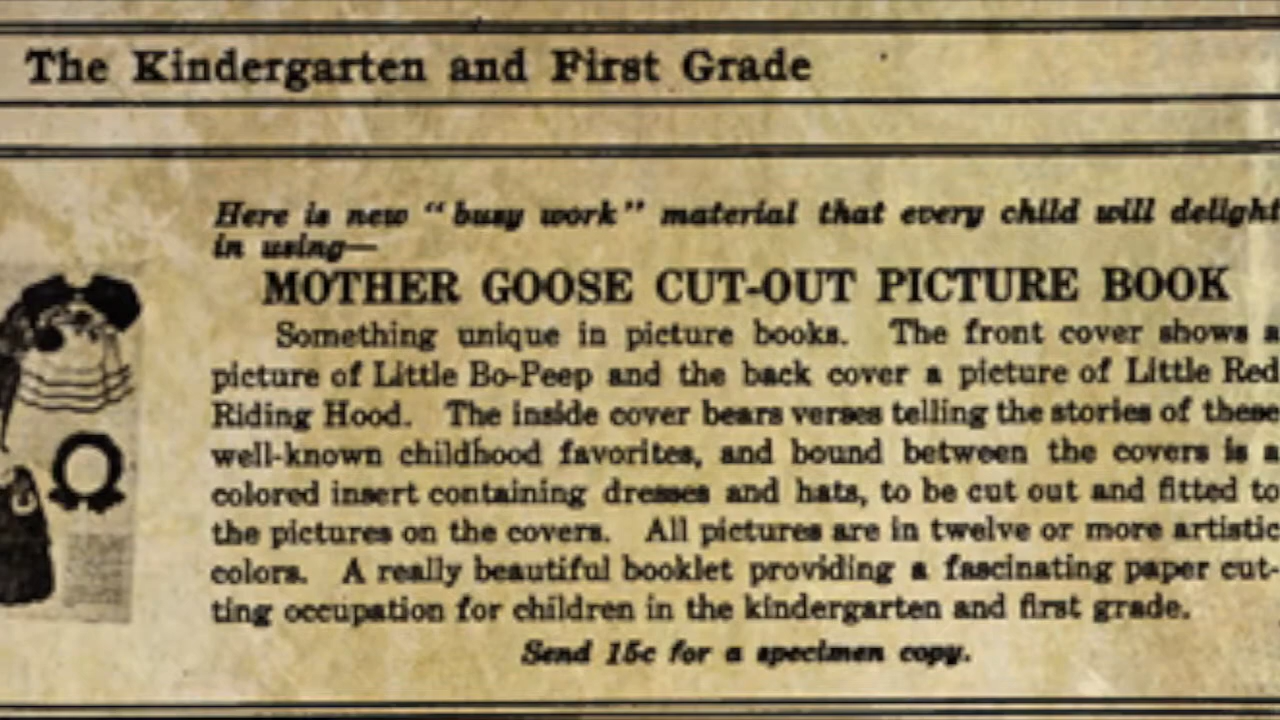 The Kindergarten and First Grade
Here is new "busy work" material that every child will delight
in using—
MOTHER GOOSE CUT-OUT PICTURE BOOK
Something unique in picture books. The front cover shows a
picture of Little Bo-Peep and the back cover a picture of Little Red
Riding Hood. The inside cover bears verses telling the stories of these
well-known childhood favorites, and bound between the covers is a
colored insert containing dresses and hats, to be cut out and fitted to
the pictures on the covers. All pictures are in twelve or more artistic
colors. A really beautiful booklet providing a fascinating paper cut-
ting occupation for children in the kindergarten and first grade.
Send 15c for a specimen copy.